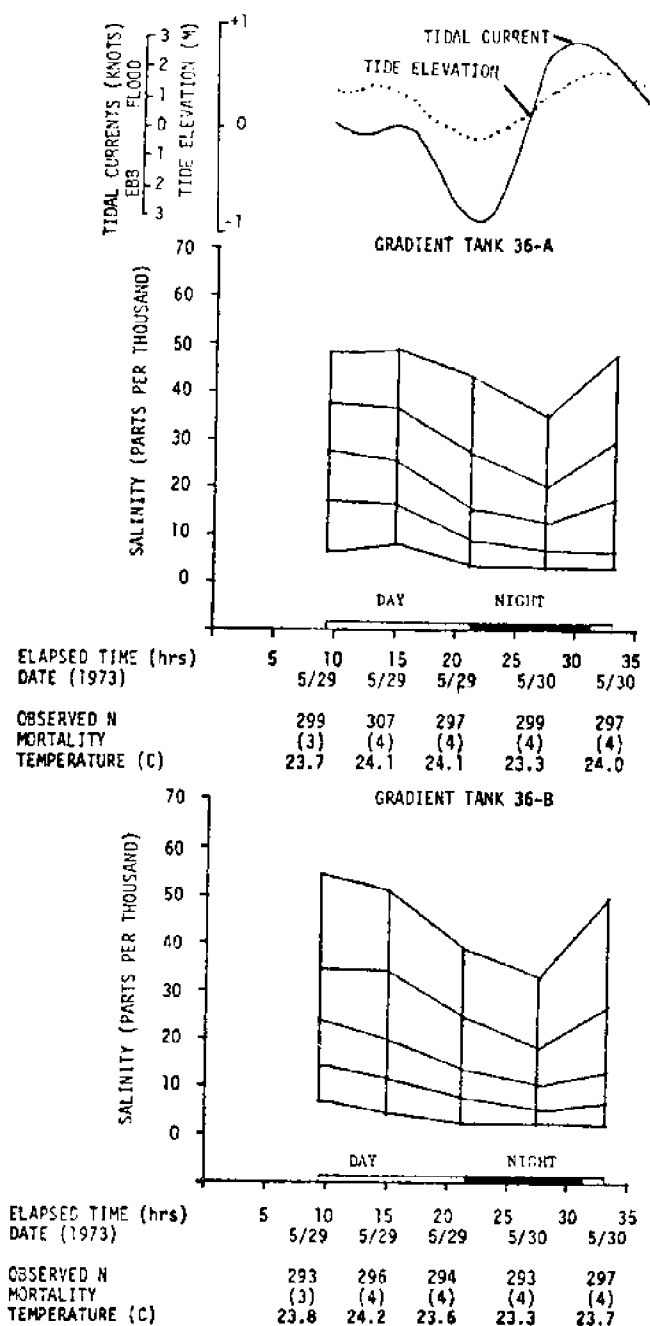 TIDAL CURRENTS (KNOTS)
EBB FLOOD
3
2
1
0
1
2
3
TIDE ELEVATION (M)
+1
0
-1
TIDAL CURRENT
TIDE ELEVATION
GRADIENT TANK 36-A
SALINITY (PARTS PER THOUSAND)
70
60
50
40
30
20
10
0
DAY NIGHT
ELAPSED TIME (hrs) 5 10 15 20 25 30 35
DATE (1973) 5/29 5/29 5/29 5/30 5/30
OBSERVED N 299 307 297 299 297
MORTALITY (3) (4) (4) (4) (4)
TEMPERATURE (C) 23.7 24.1 24.1 23.3 24.0
GRADIENT TANK 36-B
SALINITY (PARTS PER THOUSAND)
70
60
50
40
30
20
10
0
DAY NIGHT
ELAPSED TIME (hrs) 5 10 15 20 25 30 35
DATE (1973) 5/29 5/29 5/29 5/30 5/30
OBSERVED N 293 296 294 293 297
MORTALITY (3) (4) (4) (4) (4)
TEMPERATURE (C) 23.8 24.2 23.6 23.3 23.7